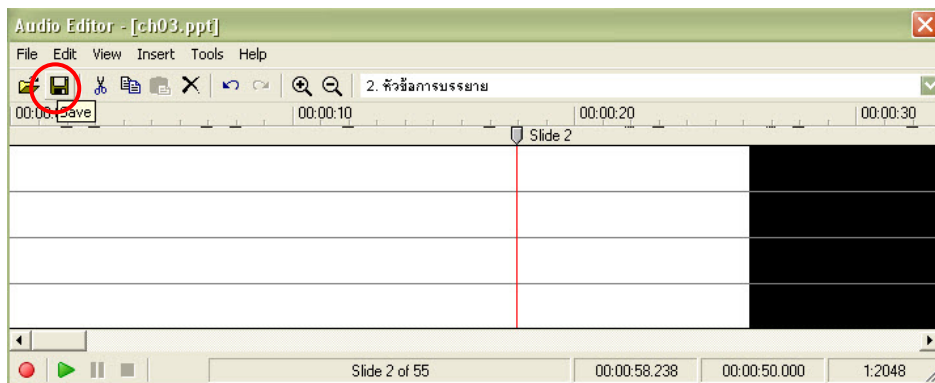 Audio Editor - [ch03.ppt]
File Edit View Insert Tools Help
2. หัวข้อการบรรยาย
Save
00:00:10 00:00:20 00:00:30
Slide 2
Slide 2 of 55 00:00:58.238 00:00:50.000 1:2048